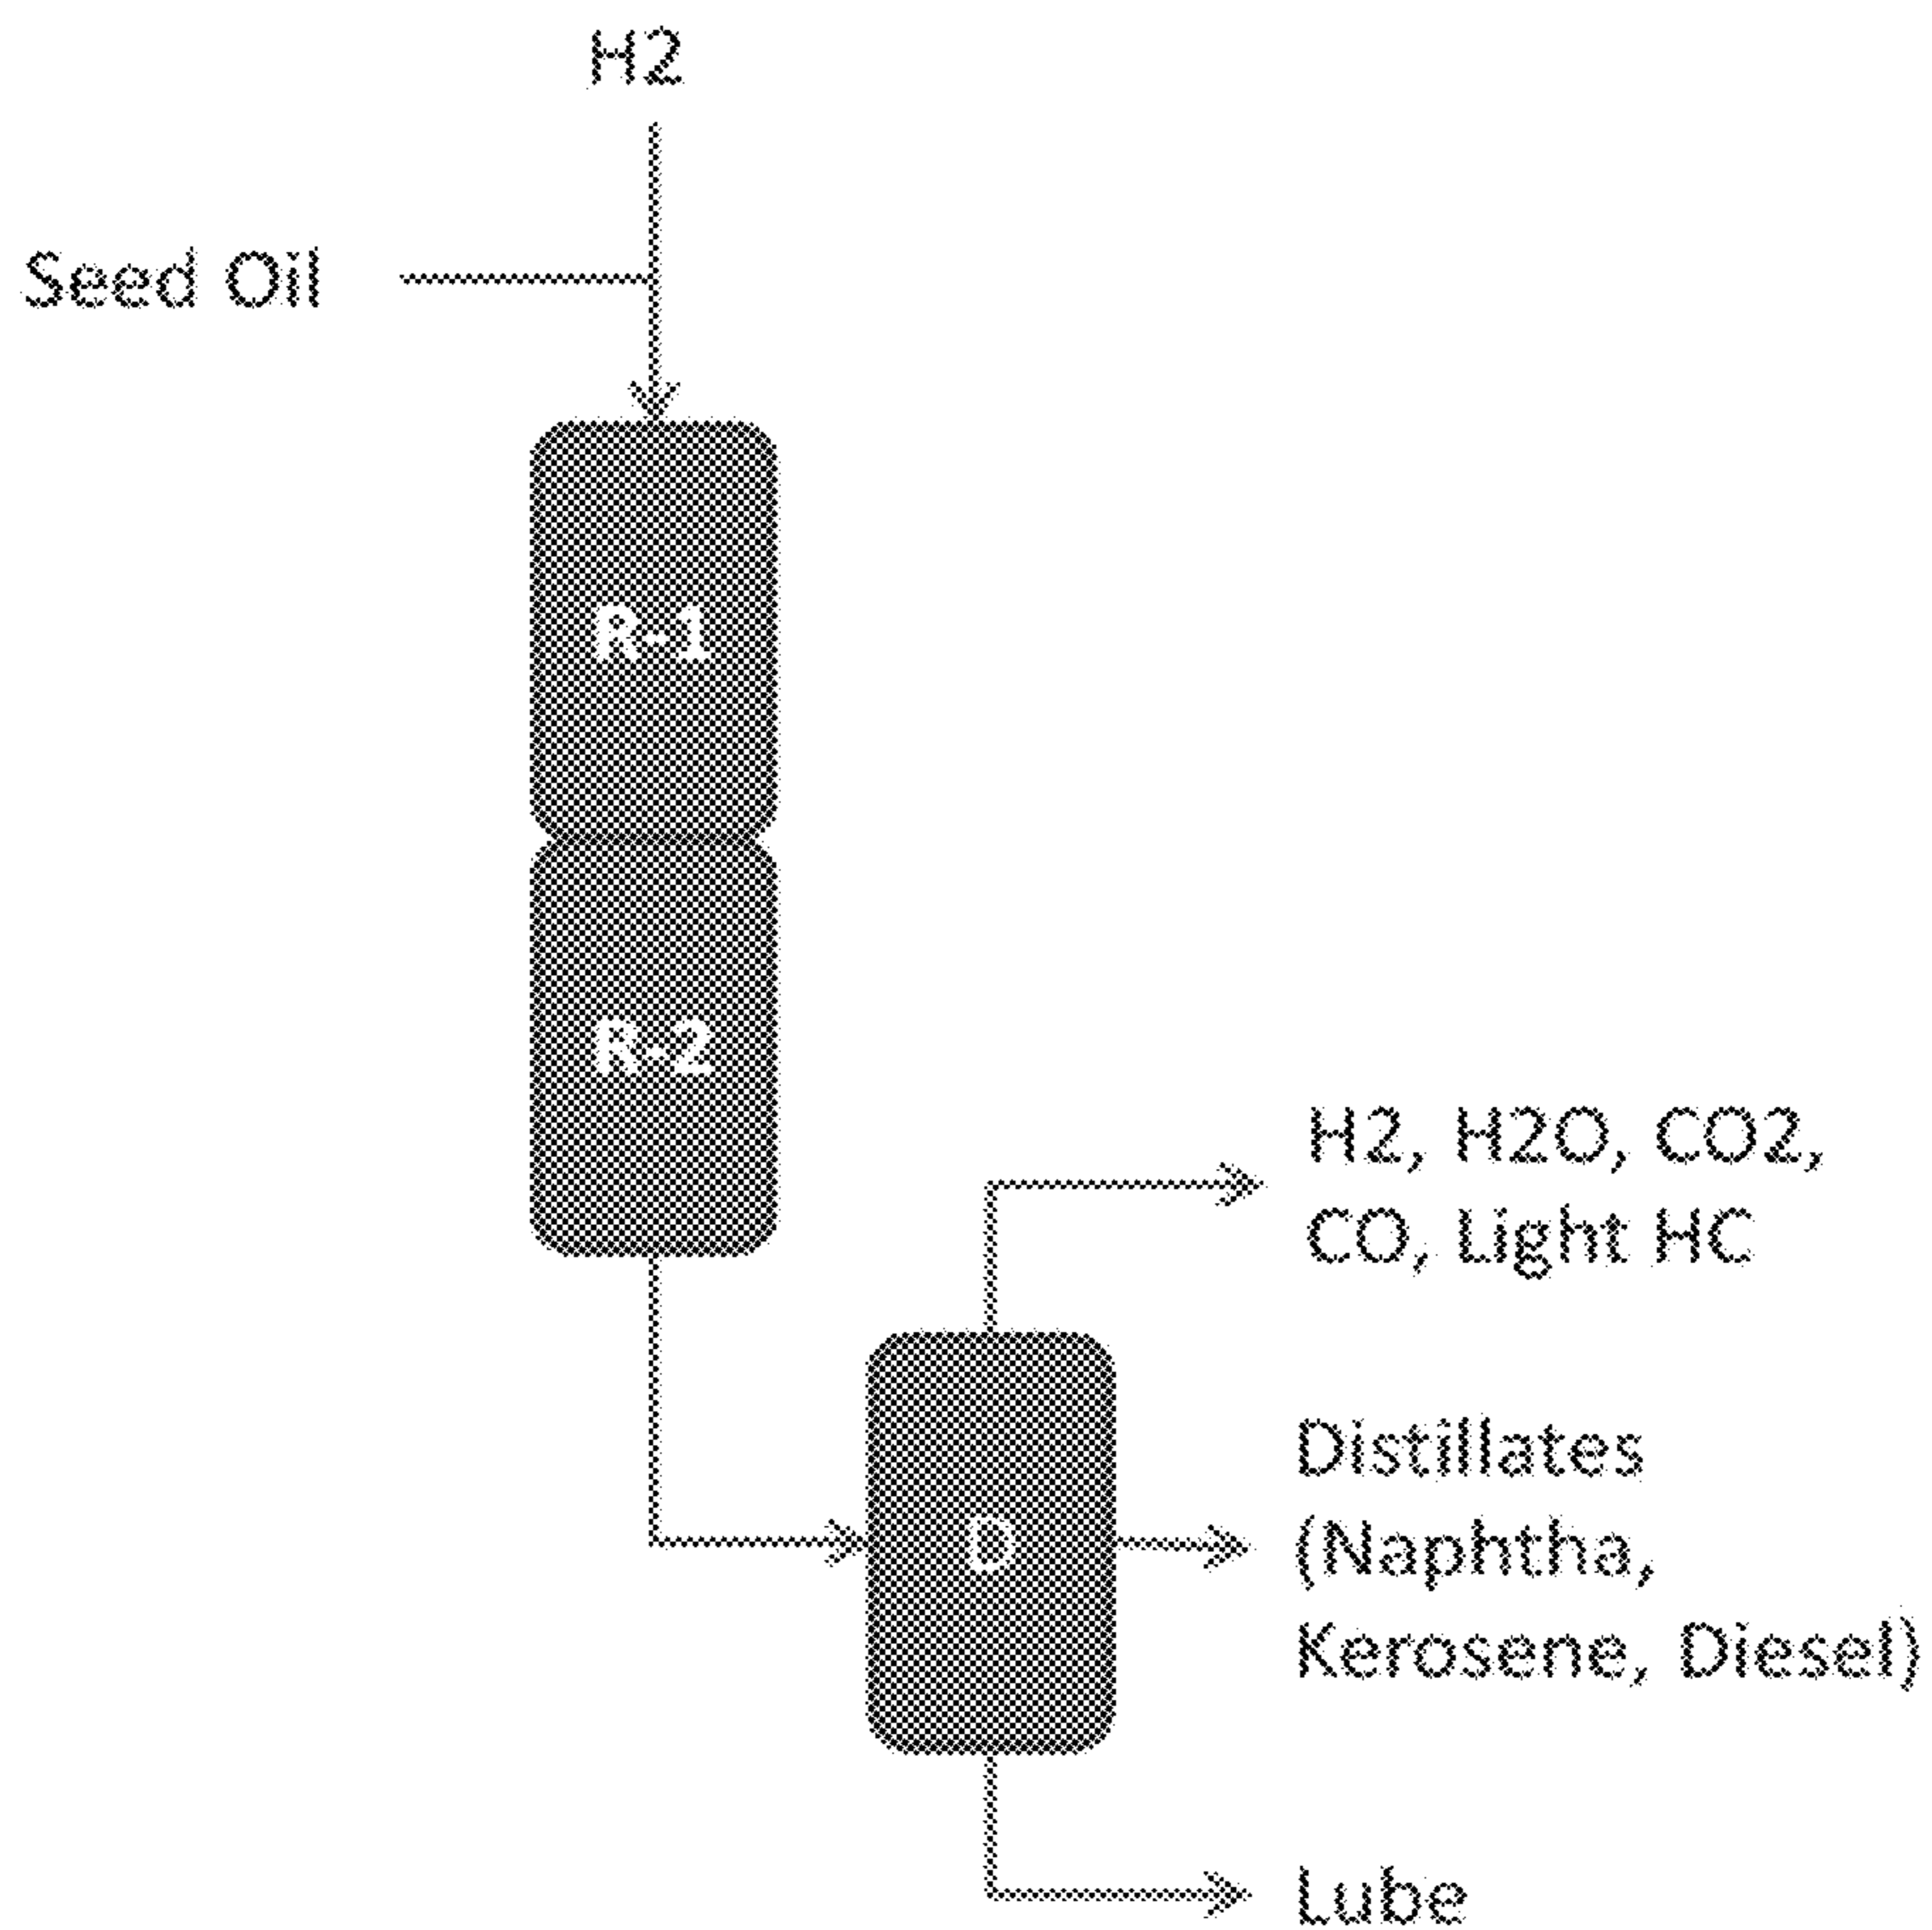 H2
Seed Oil
R-1
R-2
H2, H2O, CO2,
CO, Light HC
D
Distillates
(Naphtha,
Kerosene, Diesel)
Lube